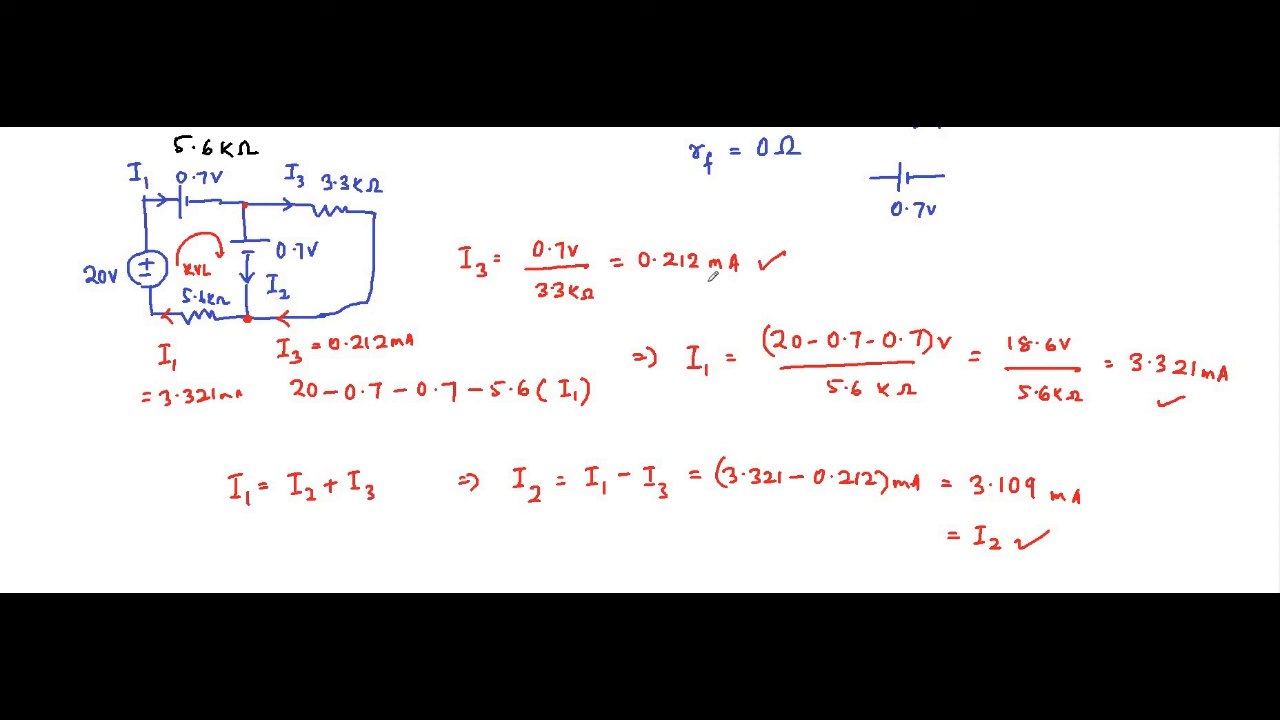 5.6KΩ
I1 0.7V I3 3.3KΩ
20V + - KVL 0.7V
5.6KΩ I2
I1 I3 = 0.212mA
= 3.321mA
rf = 0Ω
0.7V
I3 = 0.7V / 3.3KΩ = 0.212 mA ✓
20 - 0.7 - 0.7 - 5.6 ( I1 )
=> I1 = (20 - 0.7 - 0.7)V / 5.6 KΩ = 18.6V / 5.6KΩ = 3.321mA ✓
I1 = I2 + I3 => I2 = I1 - I3 = (3.321 - 0.212)mA = 3.109 mA
= I2 ✓